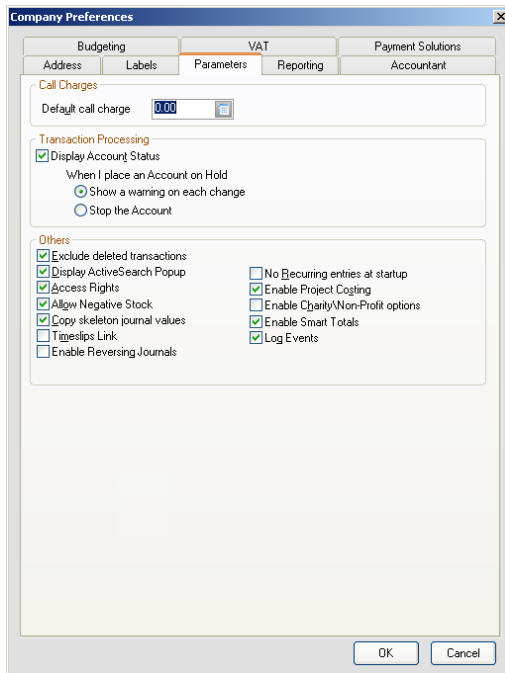 Company Preferences
Budgeting VAT Payment Solutions
Address Labels Parameters Reporting Accountant
Call Charges
Default call charge 0.00
Transaction Processing
Display Account Status
When I place an Account on Hold
Show a warning on each change
Stop the Account
Others
Exclude deleted transactions
Display ActiveSearch Popup
Access Rights
Allow Negative Stock
Copy skeleton journal values
Timeslips Link
Enable Reversing Journals
No Recurring entries at startup
Enable Project Costing
Enable Charity\Non-Profit options
Enable Smart Totals
Log Events
OK Cancel